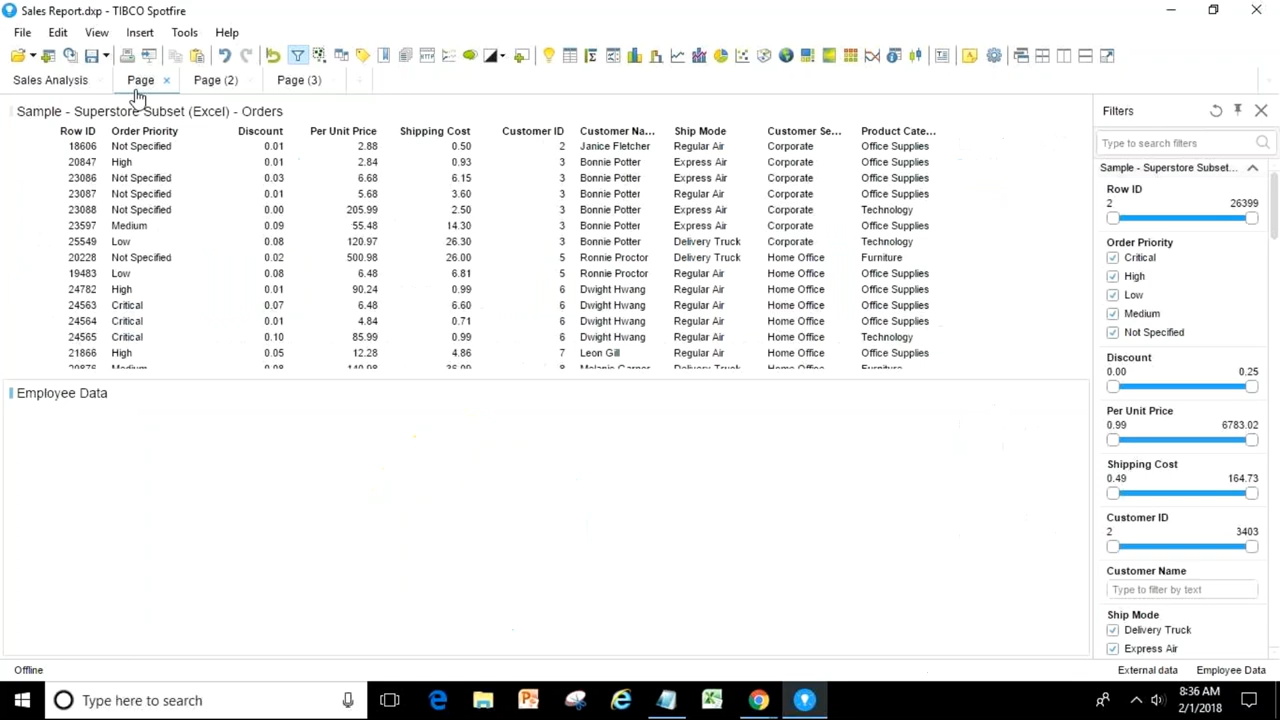 Sales Report.dxp - TIBCO Spotfire
File Edit View Insert Tools Help
Sales Analysis Page × Page (2) Page (3) +
Sample - Superstore Subset (Excel) - Orders
Row ID Order Priority Discount Per Unit Price Shipping Cost Customer ID Customer Na... Ship Mode Customer Se... Product Cate...
18606 Not Specified 0.01 2.88 0.50 2 Janice Fletcher Regular Air Corporate Office Supplies
20847 High 0.01 2.84 0.93 3 Bonnie Potter Express Air Corporate Office Supplies
23086 Not Specified 0.03 6.68 6.15 3 Bonnie Potter Express Air Corporate Office Supplies
23087 Not Specified 0.01 5.68 3.60 3 Bonnie Potter Regular Air Corporate Office Supplies
23088 Not Specified 0.00 205.99 2.50 3 Bonnie Potter Express Air Corporate Technology
23597 Medium 0.09 55.48 14.30 3 Bonnie Potter Express Air Corporate Office Supplies
25549 Low 0.08 120.97 26.30 3 Bonnie Potter Delivery Truck Corporate Technology
20228 Not Specified 0.02 500.98 26.00 5 Ronnie Proctor Delivery Truck Home Office Furniture
19483 Low 0.08 6.48 6.81 5 Ronnie Proctor Regular Air Home Office Office Supplies
24782 High 0.01 90.24 0.99 6 Dwight Hwang Regular Air Home Office Office Supplies
24563 Critical 0.07 6.48 6.60 6 Dwight Hwang Regular Air Home Office Office Supplies
24564 Critical 0.01 4.84 0.71 6 Dwight Hwang Regular Air Home Office Office Supplies
24565 Critical 0.10 85.99 0.99 6 Dwight Hwang Regular Air Home Office Technology
21866 High 0.05 12.28 4.86 7 Leon Gill Regular Air Home Office Office Supplies
Employee Data
Filters
Type to search filters
Sample - Superstore Subset...
Row ID
2 26399
Order Priority
Critical
High
Low
Medium
Not Specified
Discount
0.00 0.25
Per Unit Price
0.99 6783.02
Shipping Cost
0.49 164.73
Customer ID
2 3403
Customer Name
Type to filter by text
Ship Mode
Delivery Truck
Express Air
Offline External data Employee Data
Type here to search
8:36 AM
2/1/2018